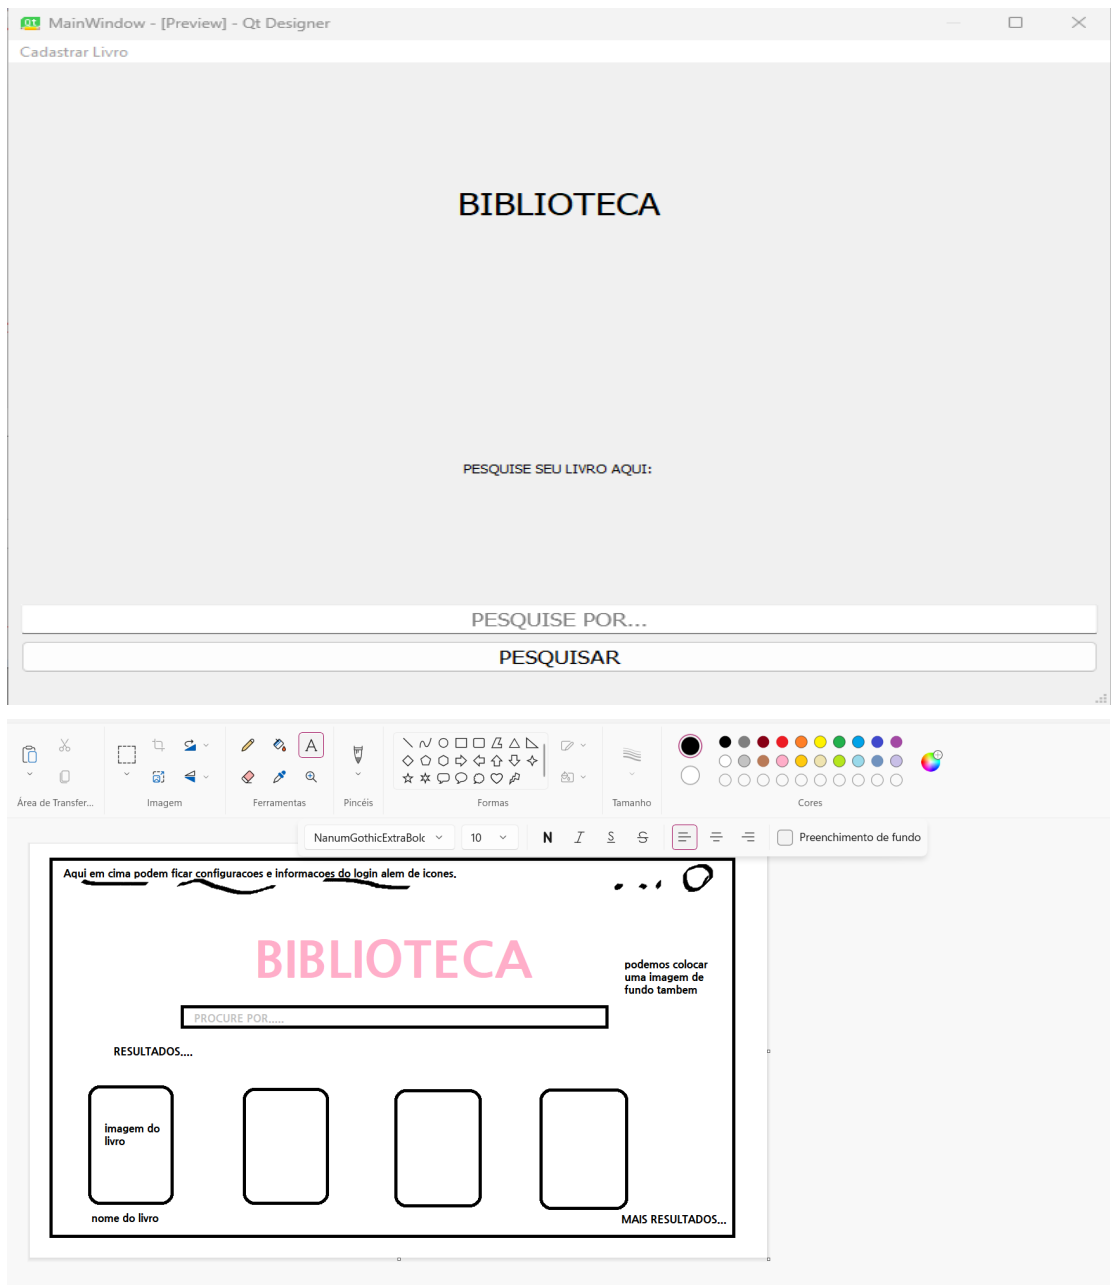 MainWindow - [Preview] - Qt Designer
Cadastrar Livro
BIBLIOTECA
PESQUISE SEU LIVRO AQUI:
PESQUISE POR...
PESQUISAR
Área de Transfer...
Imagem
Ferramentas
Pincéis
Formas
Tamanho
Cores
NanumGothicExtraBolc
10
N I S S
Preenchimento de fundo
Aqui em cima podem ficar configuracoes e informacoes do login alem de icones.
BIBLIOTECA
podemos colocar
uma imagem de
fundo tambem
PROCURE POR.....
RESULTADOS....
imagem do
livro
nome do livro
MAIS RESULTADOS...